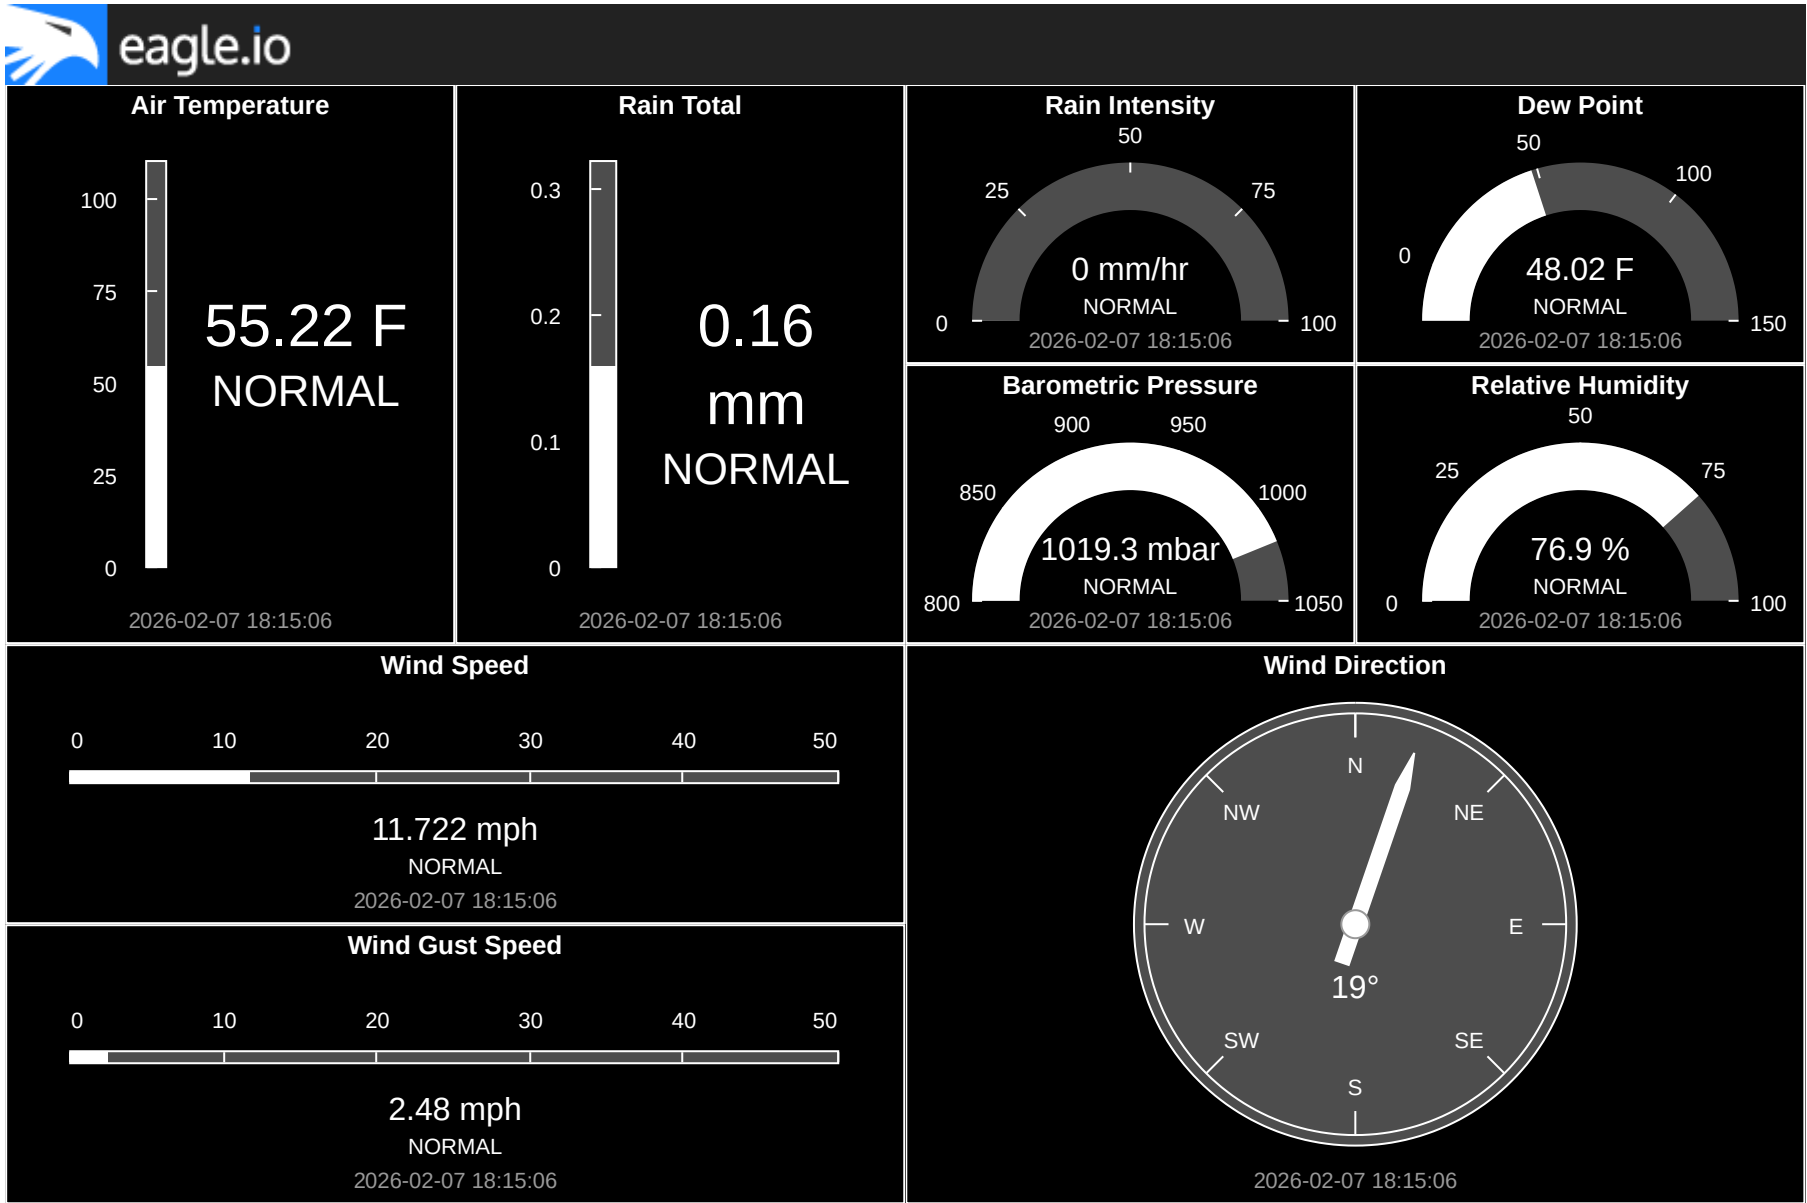 eagle.io
Air Temperature
100
75
50
25
0
55.22 F
NORMAL
2026-02-07 18:15:06
Rain Total
0.3
0.2
0.1
0
0.16
mm
NORMAL
2026-02-07 18:15:06
Rain Intensity
0
25
50
75
100
0 mm/hr
NORMAL
2026-02-07 18:15:06
Dew Point
0
50
100
150
48.02 F
NORMAL
2026-02-07 18:15:06
Barometric Pressure
800
850
900
950
1000
1050
1019.3 mbar
NORMAL
2026-02-07 18:15:06
Relative Humidity
0
25
50
75
100
76.9 %
NORMAL
2026-02-07 18:15:06
Wind Speed
0 10 20 30 40 50
11.722 mph
NORMAL
2026-02-07 18:15:06
Wind Gust Speed
0 10 20 30 40 50
2.48 mph
NORMAL
2026-02-07 18:15:06
Wind Direction
N
NW NE
W E
19°
SW SE
S
2026-02-07 18:15:06